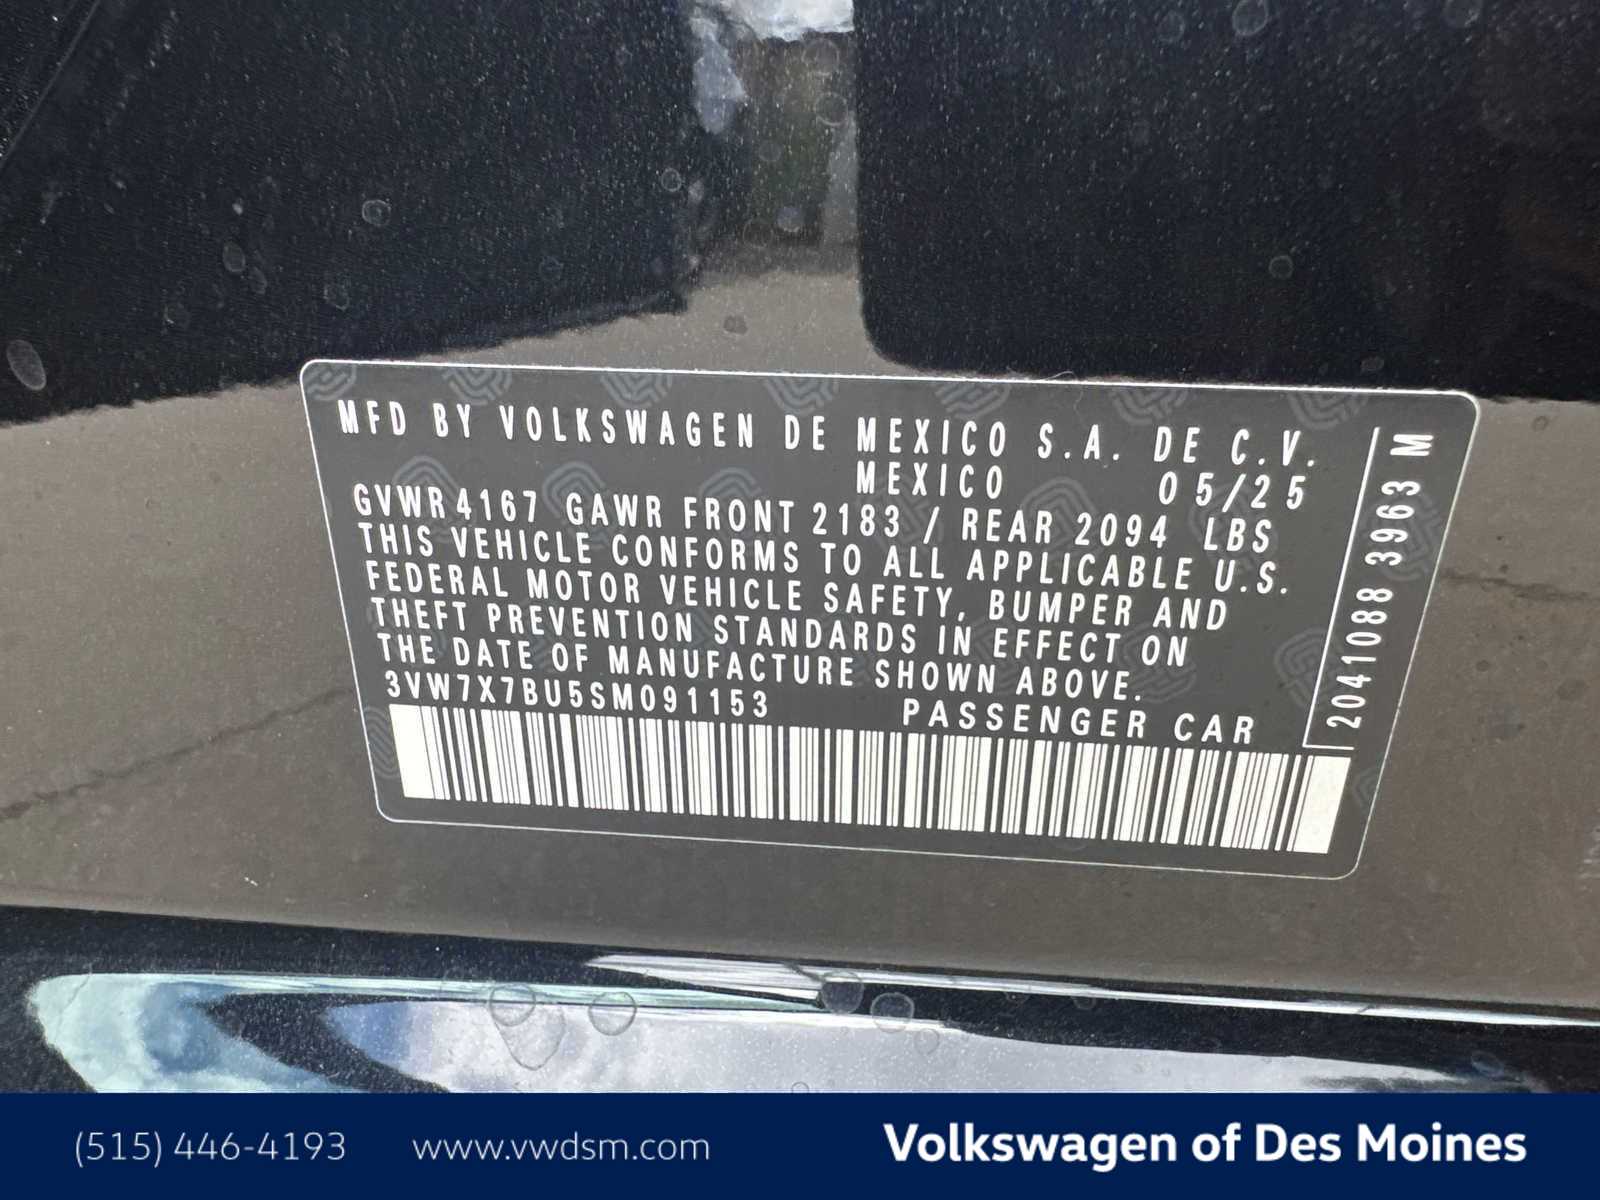 MFD BY VOLKSWAGEN DE MEXICO S.A. DE C.V.
MEXICO 05/25
GVWR 4167 GAWR FRONT 2183 / REAR 2094 LBS
THIS VEHICLE CONFORMS TO ALL APPLICABLE U.S.
FEDERAL MOTOR VEHICLE SAFETY, BUMPER AND
THEFT PREVENTION STANDARDS IN EFFECT ON
THE DATE OF MANUFACTURE SHOWN ABOVE.
3VW7X7BU5SM091153 PASSENGER CAR
2041088 3963 M
(515) 446-4193 www.vwdsm.com Volkswagen of Des Moines